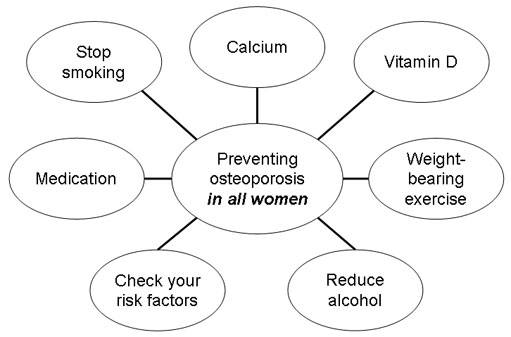 Stop
smoking
Calcium
Vitamin D
Medication
Preventing
osteoporosis
in all women
Weight-
bearing
exercise
Check your
risk factors
Reduce
alcohol